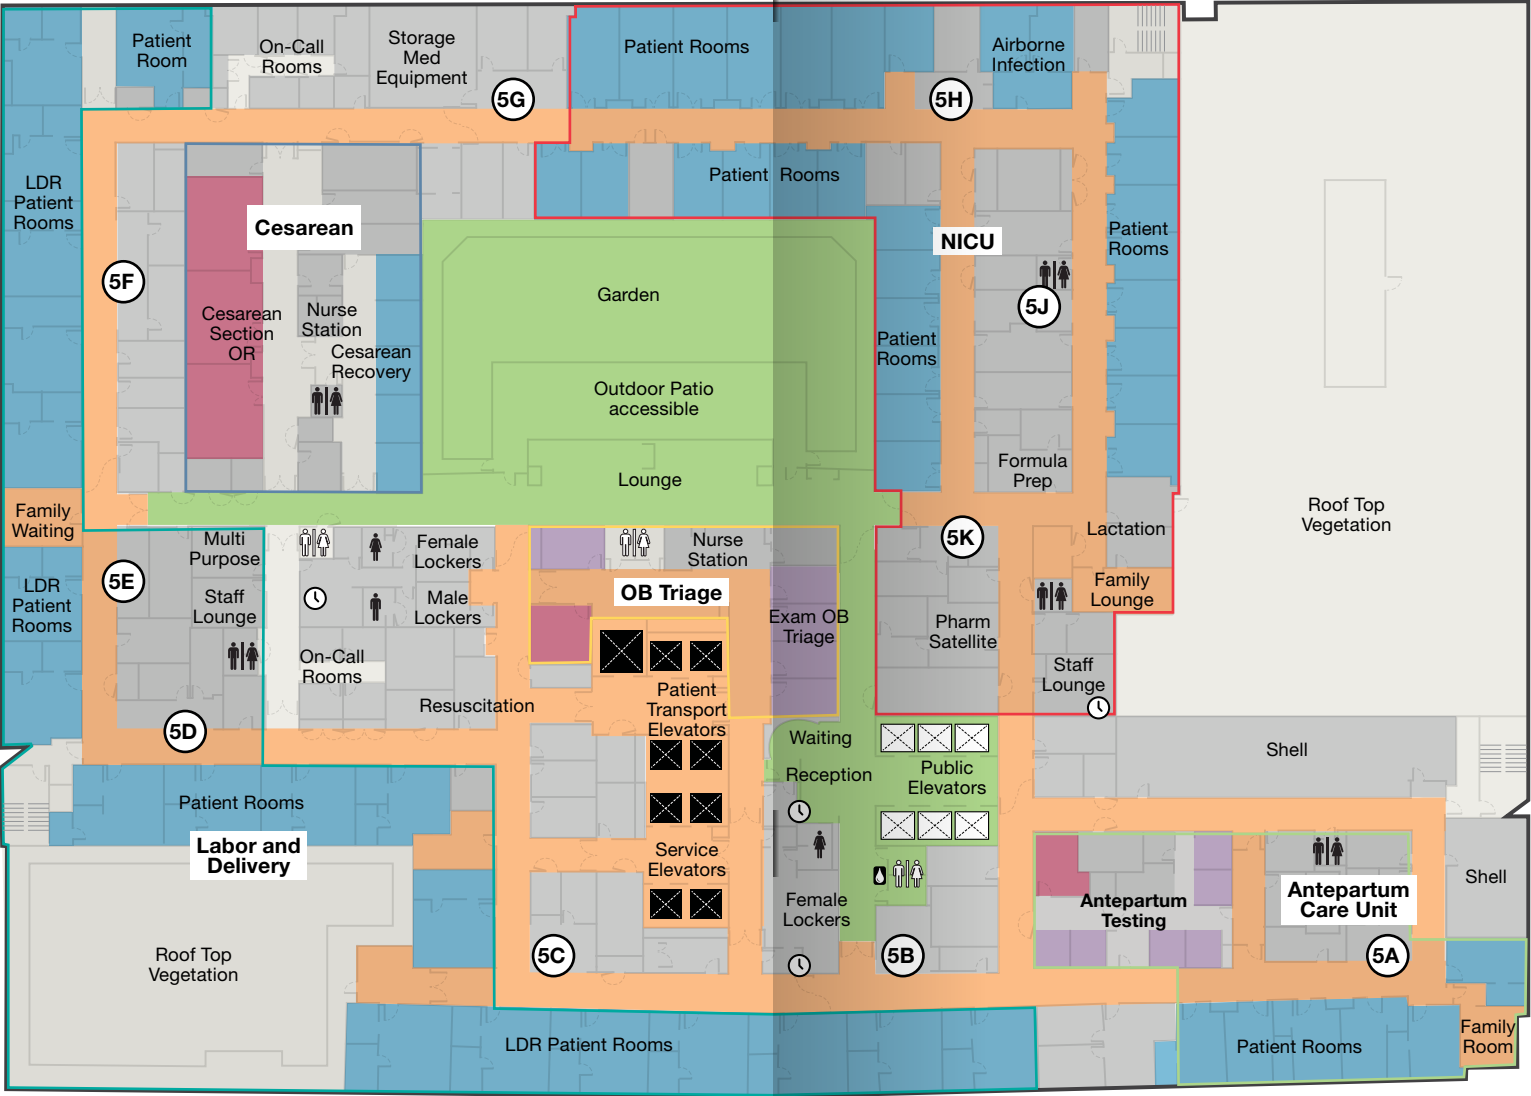 Patient
Room
On-Call
Rooms
Storage
Med
Equipment
5G
Patient Rooms
Airborne
Infection
5H
LDR
Patient
Rooms
Cesarean
5F
Cesarean
Section
OR
Nurse
Station
Cesarean
Recovery
Patient Rooms
Garden
Outdoor Patio
accessible
Lounge
NICU
Patient
Rooms
5J
Patient
Rooms
Formula
Prep
Roof Top
Vegetation
Family
Waiting
LDR
Patient
Rooms
5E
Multi
Purpose
Staff
Lounge
5D
Female
Lockers
Male
Lockers
On-Call
Rooms
Resuscitation
Nurse
Station
OB Triage
Exam OB
Triage
Patient
Transport
Elevators
5K
Lactation
Family
Lounge
Pharm
Satellite
Staff
Lounge
Waiting
Reception
Public
Elevators
Shell
Patient Rooms
Labor and
Delivery
Roof Top
Vegetation
Service
Elevators
5C
Female
Lockers
5B
Antepartum
Testing
Antepartum
Care Unit
5A
Shell
LDR Patient Rooms
Patient Rooms
Family
Room